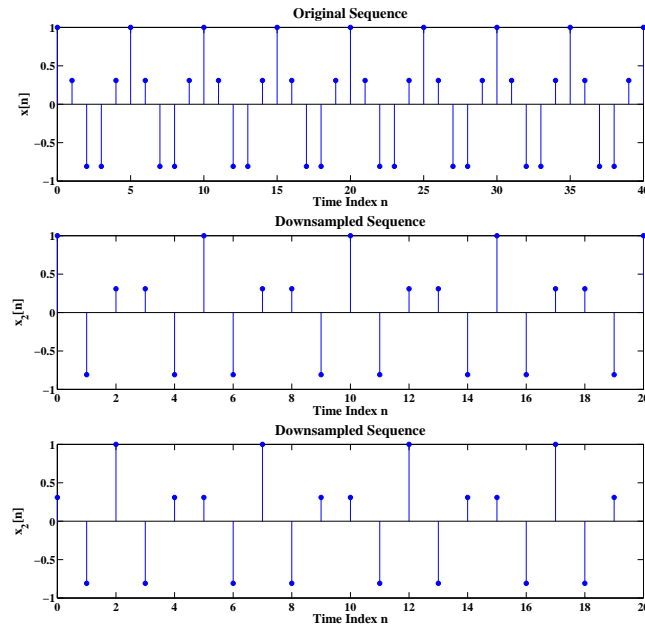 Original Sequence
1
0.5
0
−0.5
−1
x[n]
0 5 10 15 20 25 30 35 40
Time Index n
Downsampled Sequence
1
0.5
0
−0.5
−1
x2[n]
0 2 4 6 8 10 12 14 16 18 20
Time Index n
Downsampled Sequence
1
0.5
0
−0.5
−1
x2[n]
0 2 4 6 8 10 12 14 16 18 20
Time Index n